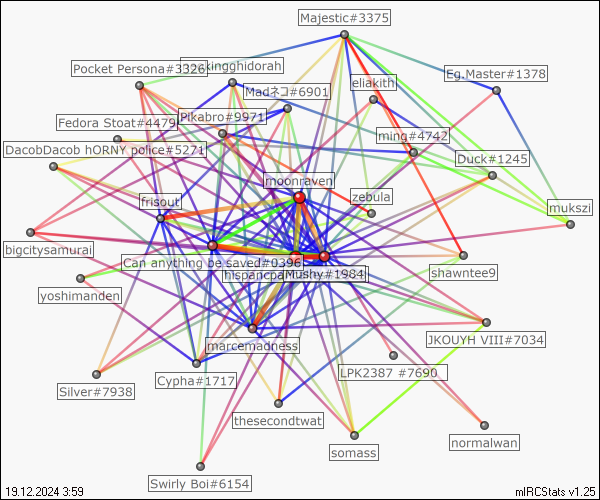 Majestic#3375
Pocket Persona#3326
kingghidorah
Eg.Master#1378
eliakith
Madネコ#6901
Pikabro#9971
Fedora Stoat#4479
ming#4742
DacobDacob hORNY police#5271
Duck#1245
moonraven
zebula
frisout
mukszi
bigcitysamurai
Can anything be saved#0396
hispancpa
Mushy#1984
shawntee9
yoshimanden
marcemadness
JKOUYH VIII#7034
Cypha#1717
LPK2387 #7690
Silver#7938
thesecondtwat
normalwan
somass
Swirly Boi#6154
19.12.2024 3:59
mIRCStats v1.25